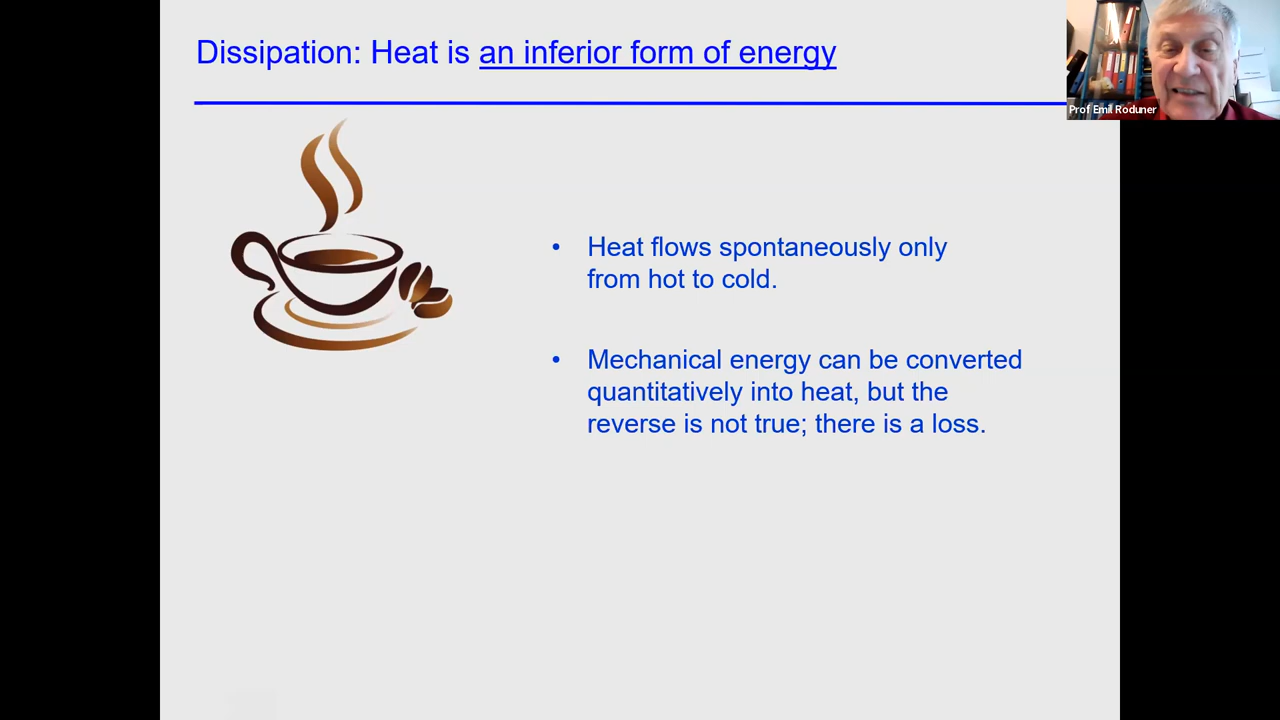 Dissipation: Heat is an inferior form of energy
Prof Emil Roduner
• Heat flows spontaneously only
from hot to cold.
• Mechanical energy can be converted
quantitatively into heat, but the
reverse is not true; there is a loss.